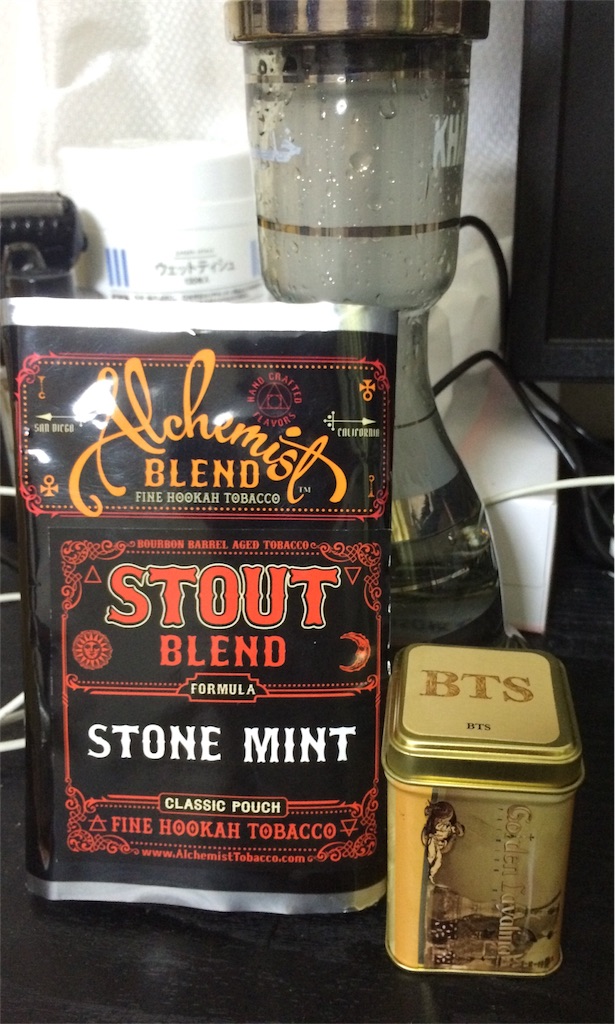 KH
ウェットティシュ
Alchemist
BLEND
TM
FINE HOOKAH TOBACCO
HAND CRAFTED
FLAVORS
SAN DIEGO
CALIFORNIA
BOURBON BARREL AGED TOBACCO
STOUT
BLEND
FORMULA
STONE MINT
CLASSIC POUCH
FINE HOOKAH TOBACCO
www.AlchemistTobacco.com
BTS
BTS
Golden Layalina